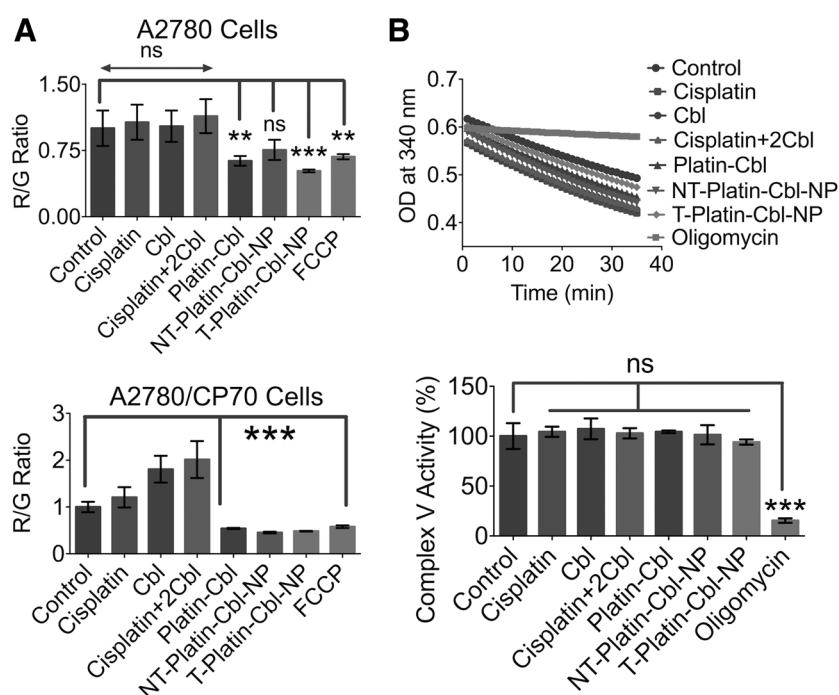 A
A2780 Cells
ns
R/G Ratio
1.50
0.75
0.00
**
ns
***
**
Control
Cisplatin
Cbl
Cisplatin+2Cbl
Platin-Cbl
NT-Platin-Cbl-NP
T-Platin-Cbl-NP
FCCP
B
OD at 340 nm
0.7
0.6
0.5
0.4
0
10
20
30
40
Time (min)
Control
Cisplatin
Cbl
Cisplatin+2Cbl
Platin-Cbl
NT-Platin-Cbl-NP
T-Platin-Cbl-NP
Oligomycin
A2780/CP70 Cells
R/G Ratio
3
2
1
0
***
Control
Cisplatin
Cbl
Cisplatin+2Cbl
Platin-Cbl
NT-Platin-Cbl-NP
T-Platin-Cbl-NP
FCCP
ns
Complex V Activity (%)
150
100
50
0
***
Control
Cisplatin
Cbl
Cisplatin+2Cbl
Platin-Cbl
NT-Platin-Cbl-NP
T-Platin-Cbl-NP
Oligomycin